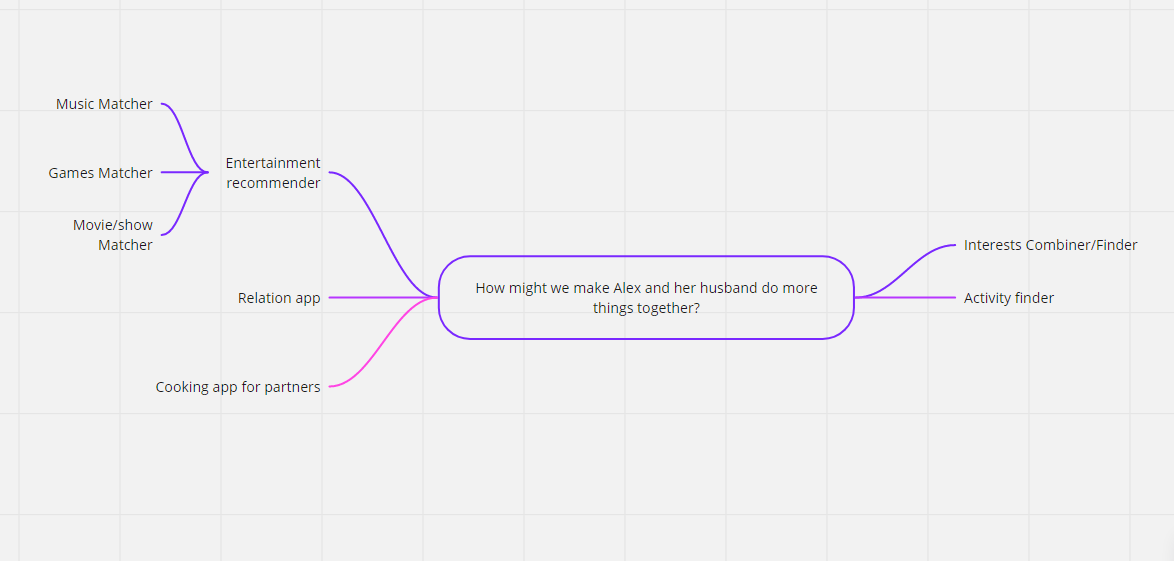 Music Matcher
Games Matcher
Movie/show
Matcher
Entertainment
recommender
Relation app
Cooking app for partners
How might we make Alex and her husband do more
things together?
Interests Combiner/Finder
Activity finder